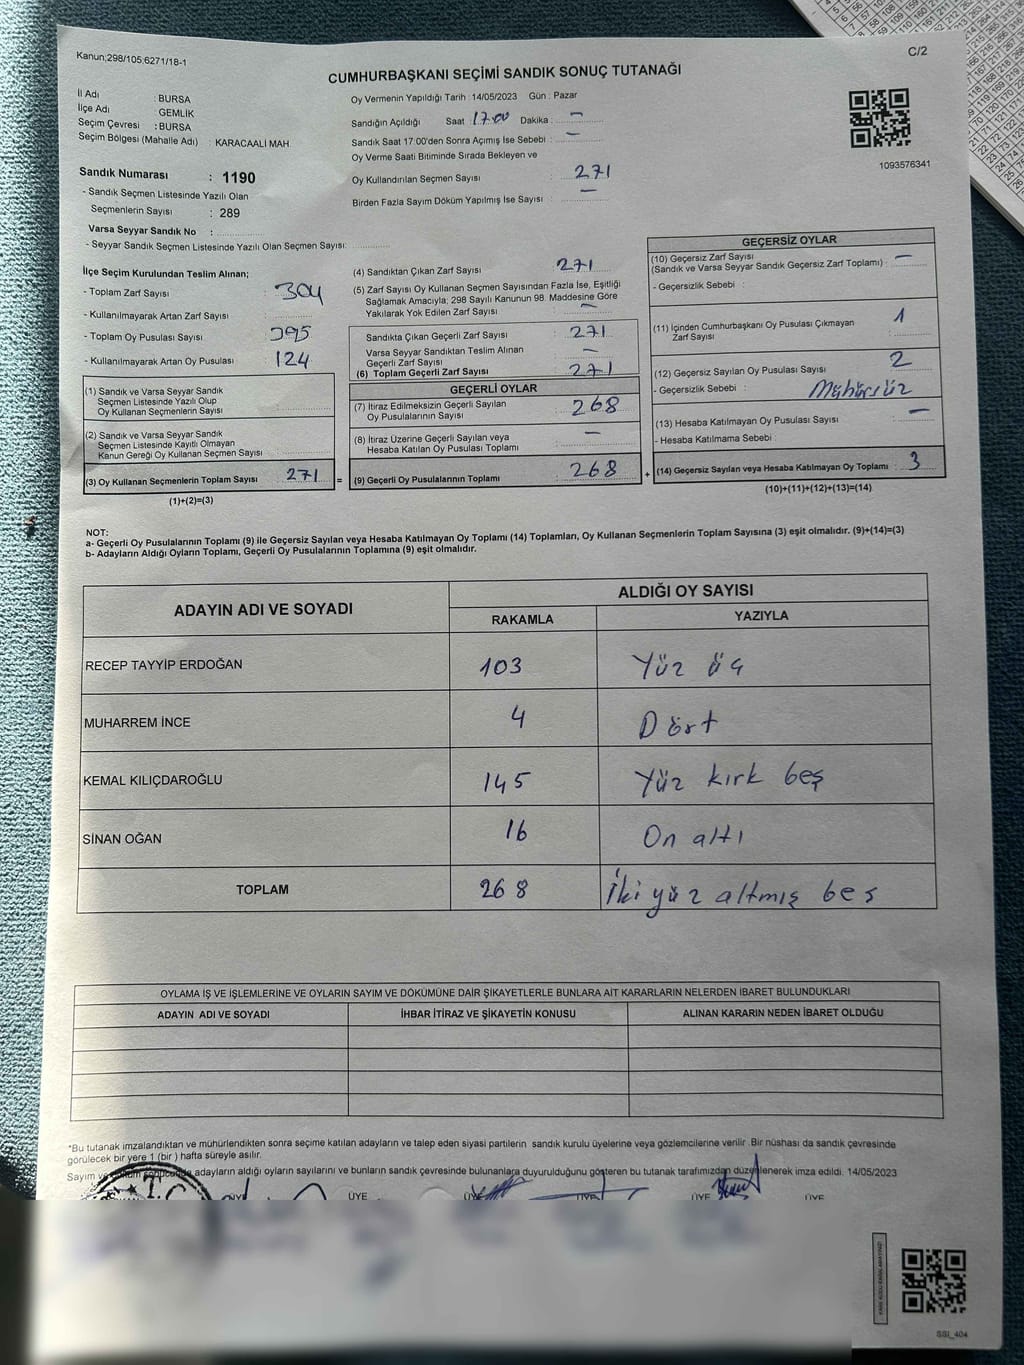 Kanun;298/105,6271/18-1
C/2
CUMHURBAŞKANI SEÇİMİ SANDIK SONUÇ TUTANAĞI
İl Adı : BURSA
İlçe Adı : GEMLİK
Seçim Çevresi : BURSA
Seçim Bölgesi (Mahalle Adı) : KARACAALİ MAH.
Sandık Numarası : 1190
- Sandık Seçmen Listesinde Yazılı Olan
Seçmenlerin Sayısı : 289
Varsa Seyyar Sandık No :
- Seyyar Sandık Seçmen Listesinde Yazılı Olan Seçmen Sayısı:
Oy Vermenin Yapıldığı Tarih : 14/05/2023 Gün : Pazar
Sandığın Açıldığı Saat 17:00 Dakika : -
Sandık Saat 17:00'den Sonra Açımış İse Sebebi : -
Oy Verme Saati Bitiminde Sırada Bekleyen ve
Oy Kullandırılan Seçmen Sayısı : 271
Birden Fazla Sayım Döküm Yapılmış İse Sayısı : -
1093576341
İlçe Seçim Kurulundan Teslim Alınan;
- Toplam Zarf Sayısı : 304
- Kullanılmayarak Artan Zarf Sayısı :
- Toplam Oy Pusulası Sayısı : 395
- Kullanılmayarak Artan Oy Pusulası : 124
(1) Sandık ve Varsa Seyyar Sandık
Seçmen Listesinde Yazılı Olup
Oy Kullanan Seçmenlerin Sayısı :
(2) Sandık ve Varsa Seyyar Sandık
Seçmen Listesinde Kayıtlı Olmayan
Kanun Gereği Oy Kullanan Seçmen Sayısı :
(3) Oy Kullanan Seçmenlerin Toplam Sayısı : 271 =
(1)+(2)=(3)
(4) Sandıktan Çıkan Zarf Sayısı : 271
(5) Zarf Sayısı Oy Kullanan Seçmen Sayısından Fazla İse, Eşitliği
Sağlamak Amacıyla; 298 Sayılı Kanunun 98. Maddesine Göre
Yakılarak Yok Edilen Zarf Sayısı : -
Sandıkta Çıkan Geçerli Zarf Sayısı : 271
Varsa Seyyar Sandıktan Teslim Alınan
Geçerli Zarf Sayısı : -
(6) Toplam Geçerli Zarf Sayısı : 271
GEÇERLİ OYLAR
(7) İtiraz Edilmeksizin Geçerli Sayılan
Oy Pusulalarının Sayısı : 268
(8) İtiraz Üzerine Geçerli Sayılan veya
Hesaba Katılan Oy Pusulası Toplamı : -
(9) Geçerli Oy Pusulalarının Toplamı : 268 +
GEÇERSİZ OYLAR
(10) Geçersiz Zarf Sayısı
(Sandık ve Varsa Seyyar Sandık Geçersiz Zarf Toplamı) : -
- Geçersizlik Sebebi :
(11) İçinden Cumhurbaşkanı Oy Pusulası Çıkmayan
Zarf Sayısı : 1
(12) Geçersiz Sayılan Oy Pusulası Sayısı : 2
- Geçersizlik Sebebi : Mühürsüz
(13) Hesaba Katılmayan Oy Pusulası Sayısı : -
- Hesaba Katılmama Sebebi :
(14) Geçersiz Sayılan veya Hesaba Katılmayan Oy Toplamı : 3
(10)+(11)+(12)+(13)=(14)
NOT:
a- Geçerli Oy Pusulalarının Toplamı (9) ile Geçersiz Sayılan veya Hesaba Katılmayan Oy Toplamı (14) Toplamları, Oy Kullanan Seçmenlerin Toplam Sayısına (3) eşit olmalıdır. (9)+(14)=(3)
b- Adayların Aldığı Oyların Toplamı, Geçerli Oy Pusulalarının Toplamına (9) eşit olmalıdır.
ADAYIN ADI VE SOYADI
ALDIĞI OY SAYISI
RAKAMLA YAZIYLA
RECEP TAYYİP ERDOĞAN 103 Yüz üç
MUHARREM İNCE 4 Dört
KEMAL KILIÇDAROĞLU 145 Yüz kırk beş
SİNAN OĞAN 16 On altı
TOPLAM 268 İki yüz altmış beş
OYLAMA İŞ VE İŞLEMLERİNE VE OYLARIN SAYIM VE DÖKÜMÜNE DAİR ŞİKAYETLERLE BUNLARA AİT KARARLARIN NELERDEN İBARET BULUNDUKLARI
ADAYIN ADI VE SOYADI İHBAR İTİRAZ VE ŞİKAYETİN KONUSU ALINAN KARARIN NEDEN İBARET OLDUĞU
*Bu tutanak imzalandıktan ve mühürlendikten sonra seçime katılan adayların ve talep eden siyasi partilerin sandık kurulu üyelerine veya gözlemcilerine verilir. Bir nüshası da sandık çevresinde
görülecek bir yere 1 (bir) hafta süreyle asılır.
Sayım ve adayların aldığı oyların sayılarını ve bunların sandık çevresinde bulunanlara duyurulduğunu gösteren bu tutanak tarafımızdan düzenlenerek imza edildi. 14/05/2023
T.C.
ÜYE ÜYE ÜYE ÜYE ÜYE ÜYE
SSI_404